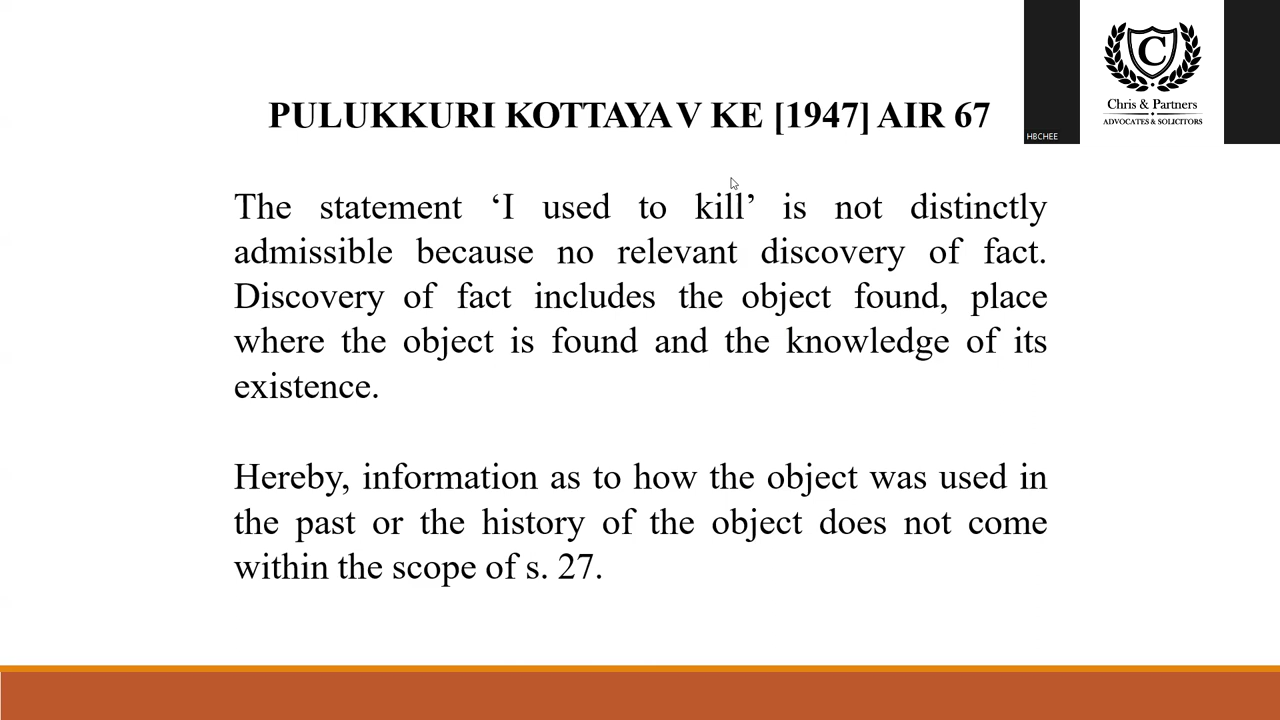 C
Chris & Partners
ADVOCATES & SOLICITORS
HBCHEE
PULUKKURI KOTTAYA V KE [1947] AIR 67
The statement ‘I used to kill’ is not distinctly
admissible because no relevant discovery of fact.
Discovery of fact includes the object found, place
where the object is found and the knowledge of its
existence.
Hereby, information as to how the object was used in
the past or the history of the object does not come
within the scope of s. 27.